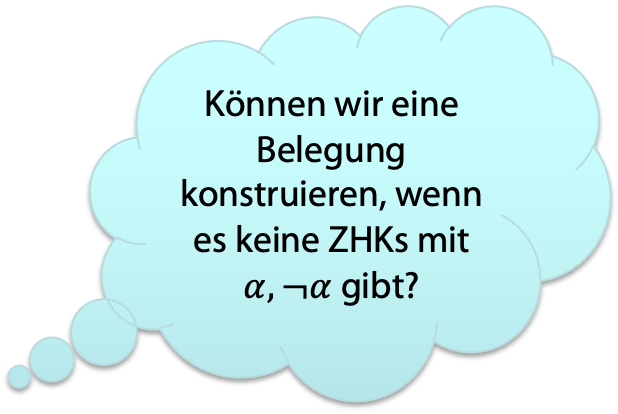 Können wir eine
Belegung
konstruieren, wenn
es keine ZHKs mit
𝛼, ¬𝛼 gibt?